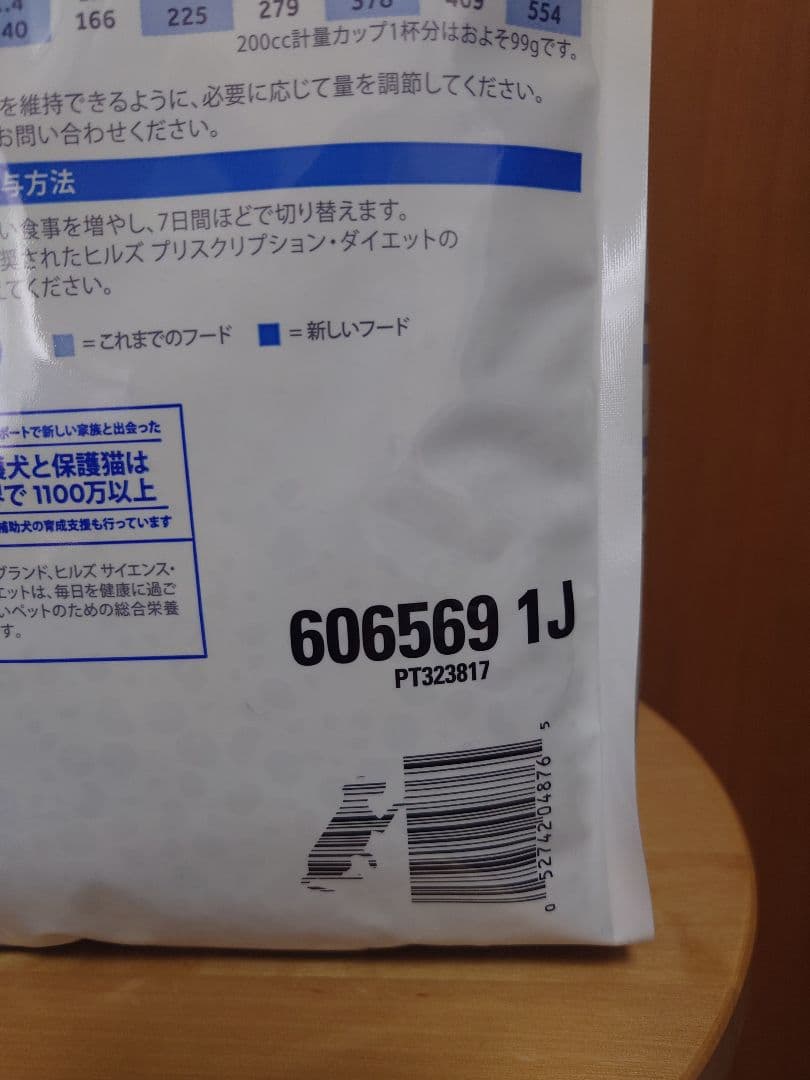 40 166 225 279 378 469 554
200cc計量カップ1杯分はおよそ99gです。
を維持できるように、必要に応じて量を調節してください。
お問い合わせください。
与方法
い食事を増やし、7日間ほどで切り替えます。
奨されたヒルズ プリスクリプション・ダイエットの
てください。
=これまでのフード =新しいフード
ポートで新しい家族と出会った
犬と保護猫は
で1100万以上
補助犬の育成支援も行っています
ブランド、ヒルズ サイエンス・
エットは、毎日を健康に過ご
いペットのための総合栄養
す。
606569 1J
PT323817
0 52742 04876 5